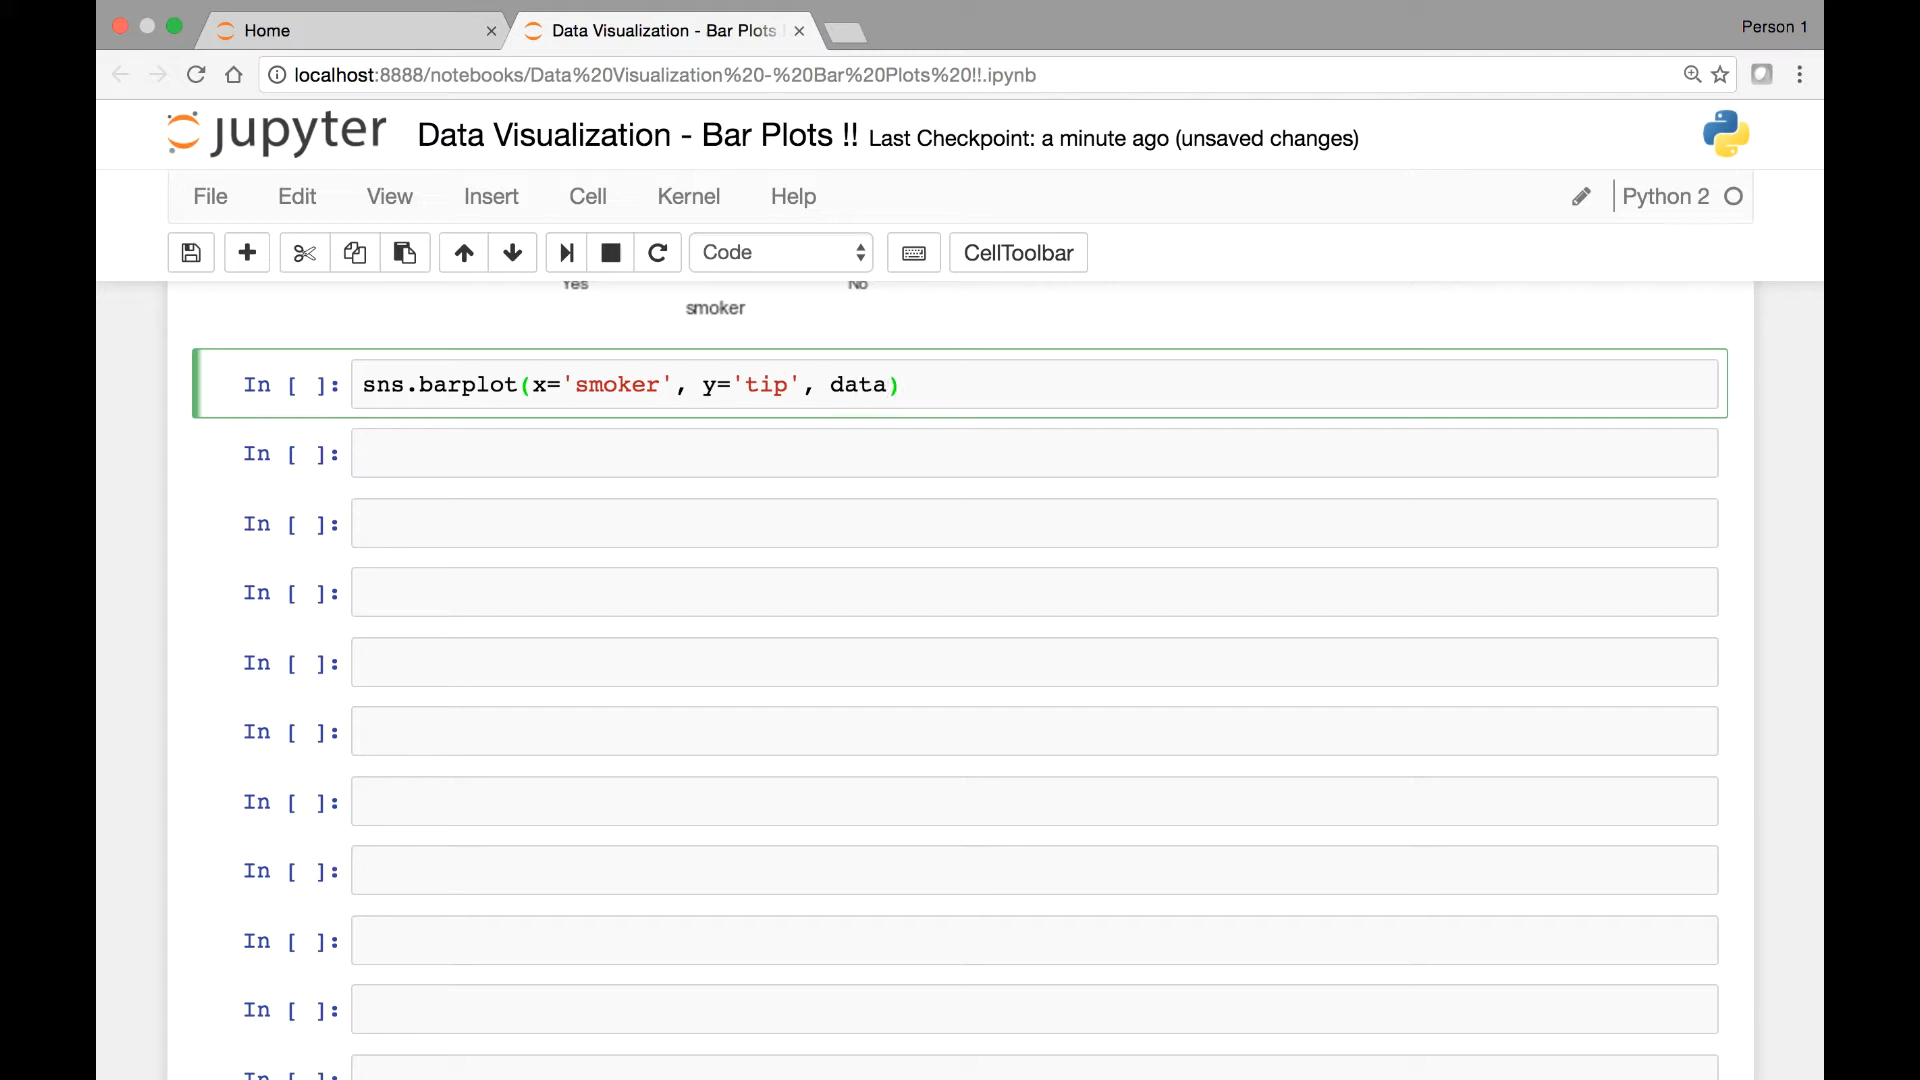 Home
Data Visualization - Bar Plots
Person 1
localhost:8888/notebooks/Data%20Visualization%20-%20Bar%20Plots%20!!.ipynb
jupyter Data Visualization - Bar Plots !! Last Checkpoint: a minute ago (unsaved changes)
File Edit View Insert Cell Kernel Help Python 2
Code CellToolbar
Yes No
smoker
In [ ]: sns.barplot(x='smoker', y='tip', data)
In [ ]:
In [ ]:
In [ ]:
In [ ]:
In [ ]:
In [ ]:
In [ ]:
In [ ]:
In [ ]:
In [ ]: